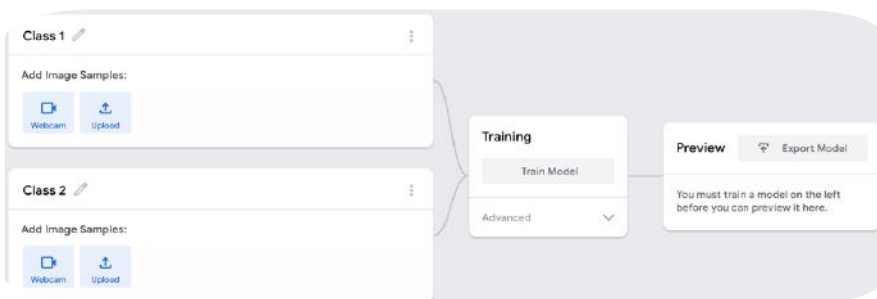 Class 1
Add Image Samples:
Webcam Upload
Class 2
Add Image Samples:
Webcam Upload
Training
Train Model
Advanced
Preview Export Model
You must train a model on the left
before you can preview it here.